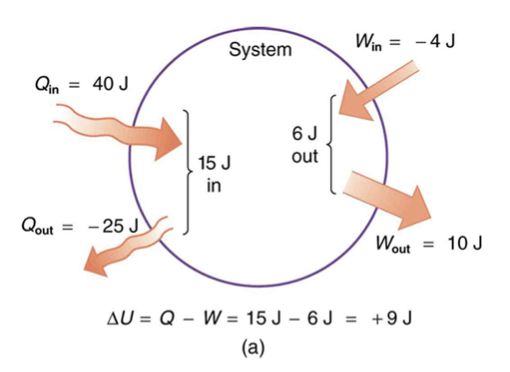 System
W_in = −4 J
Q_in = 40 J
15 J
in
6 J
out
Q_out = −25 J
W_out = 10 J
ΔU = Q − W = 15 J − 6 J = +9 J
(a)